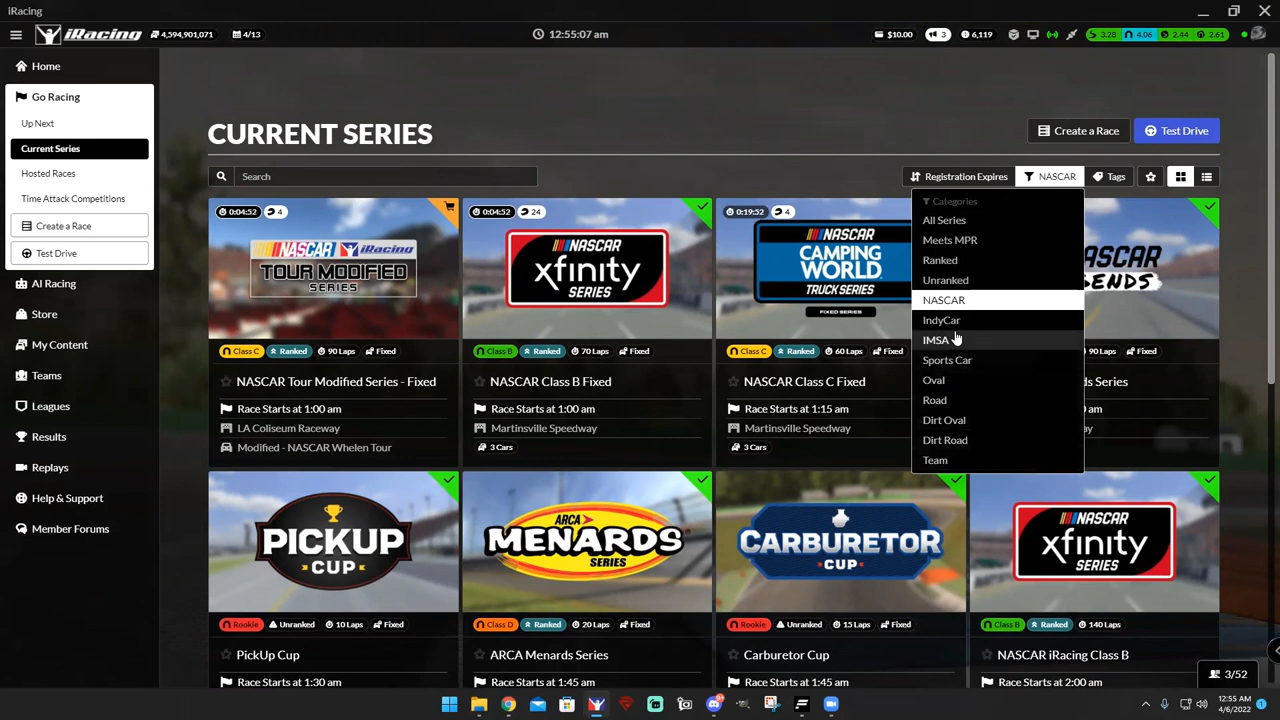 iRacing
iRacing
4,594,901,071
4/13
12:55:07 am
$10.00
3
6,119
3.28
4.06
2.44
2.61
Home
Go Racing
Up Next
Current Series
Hosted Races
Time Attack Competitions
Create a Race
Test Drive
AI Racing
Store
My Content
Teams
Leagues
Results
Replays
Help & Support
Member Forums
CURRENT SERIES
Create a Race
Test Drive
Search
Registration Expires
NASCAR
Tags
Categories
All Series
Meets MPR
Ranked
Unranked
NASCAR
IndyCar
IMSA
Sports Car
Oval
Road
Dirt Oval
Dirt Road
Team
0:04:52
4
NASCAR iRacing
TOUR MODIFIED
SERIES
Class C
Ranked
90 Laps
Fixed
NASCAR Tour Modified Series - Fixed
Race Starts at 1:00 am
LA Coliseum Raceway
Modified - NASCAR Whelen Tour
0:04:52
24
NASCAR
xfinity
SERIES
Class B
Ranked
70 Laps
Fixed
NASCAR Class B Fixed
Race Starts at 1:00 am
Martinsville Speedway
3 Cars
0:19:52
4
NASCAR
CAMPING
WORLD
TRUCK SERIES
FIXED SERIES
Class C
Ranked
60 Laps
Fixed
NASCAR Class C Fixed
Race Starts at 1:15 am
Martinsville Speedway
3 Cars
90 Laps
Fixed
PICKUP
CUP
Rookie
Unranked
10 Laps
Fixed
PickUp Cup
Race Starts at 1:30 am
ARCA
MENARDS
SERIES
Class D
Ranked
20 Laps
Fixed
ARCA Menards Series
Race Starts at 1:45 am
CARBURETOR
CUP
Rookie
Unranked
15 Laps
Fixed
Carburetor Cup
Race Starts at 1:45 am
NASCAR
xfinity
SERIES
Class B
Ranked
140 Laps
NASCAR iRacing Class B
Race Starts at 2:00 am
3/52
9+
12:55 AM
4/6/2022